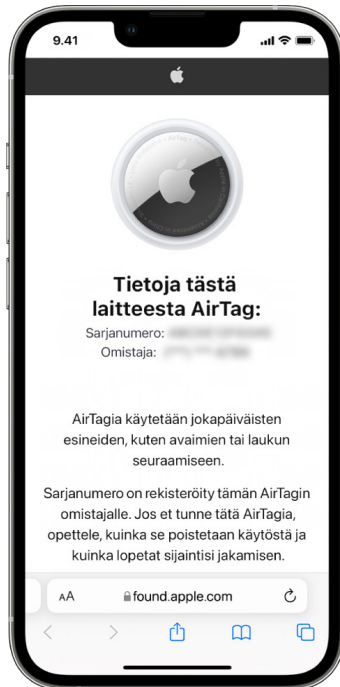 9.41
Tietoja tästä
laitteesta AirTag:
Sarjanumero:
Omistaja:
AirTagia käytetään jokapäiväisten
esineiden, kuten avaimien tai laukun
seuraamiseen.
Sarjanumero on rekisteröity tämän AirTagin
omistajalle. Jos et tunne tätä AirTagia,
opettele, kuinka se poistetaan käytöstä ja
kuinka lopetat sijaintisi jakamisen.
AA found.apple.com